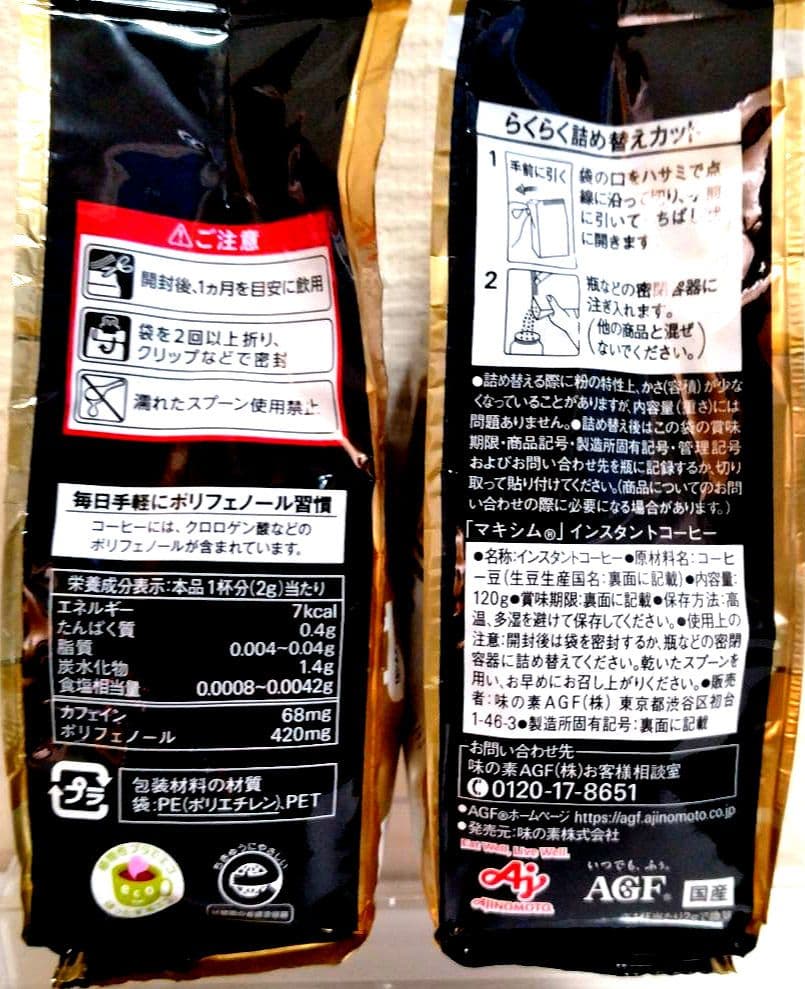 ご注意
開封後、1ヵ月を目安に飲用
袋を2回以上折り、
クリップなどで密封
濡れたスプーン使用禁止
毎日手軽にポリフェノール習慣
コーヒーには、クロロゲン酸などの
ポリフェノールが含まれています。
栄養成分表示:本品1杯分(2g)当たり
エネルギー 7kcal
たんぱく質 0.4g
脂質 0.004~0.04g
炭水化物 1.4g
食塩相当量 0.0008~0.0042g
カフェイン 68mg
ポリフェノール 420mg
プラ
包装材料の材質
袋:PE(ポリエチレン)、PET
eco
ちきゅうにやさしい
らくらく詰め替えカット
1 手前に引く
袋の口をハサミで点
線に沿って切り、
に引いて ちばし
に開きます
2 瓶などの密閉容器に
注ぎ入れます。
(他の商品と混ぜ
ないでください。)
●詰め替える際に粉の特性上、かさ(容積)が少な
くなっていることがありますが、内容量(重さ)には
問題ありません。●詰め替え後はこの袋の賞味
期限・商品記号・製造所固有記号・管理記号
およびお問い合わせ先を瓶に記録するか、切り
取って貼り付けてください。(商品についてのお問
い合わせの際に必要になる場合があります。)
「マキシム®」インスタントコーヒー
●名称:インスタントコーヒー●原材料名:コーヒ
ー豆(生豆生産国名:裏面に記載)●内容量:
120g●賞味期限:裏面に記載●保存方法:高
温、多湿を避けて保存してください。●使用上の
注意:開封後は袋を密封するか、瓶などの密閉
容器に詰め替えてください。乾いたスプーンを
用い、お早めにお召し上がりください。●販売
者:味の素AGF(株) 東京都渋谷区初台
1-46-3●製造所固有記号:裏面に記載
お問い合わせ先
味の素AGF(株)お客様相談室
0120-17-8651
●AGF®ホームページ https://agf.ajinomoto.co.jp
●発売元:味の素株式会社
Eat Well, Live Well.
AJINOMOTO
いつでも、ふぅ。
AGF®
国産